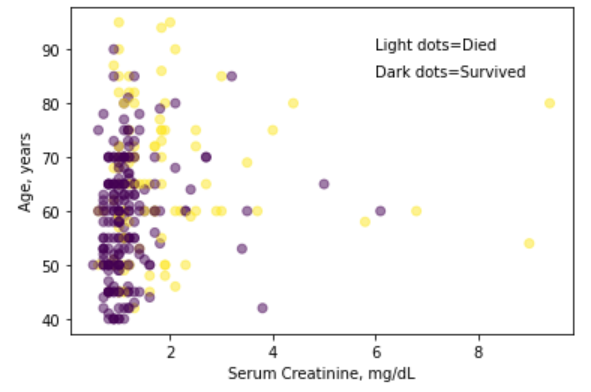 Light dots=Died
Dark dots=Survived
90
80
70
60
50
40
Age, years
2 4 6 8
Serum Creatinine, mg/dL